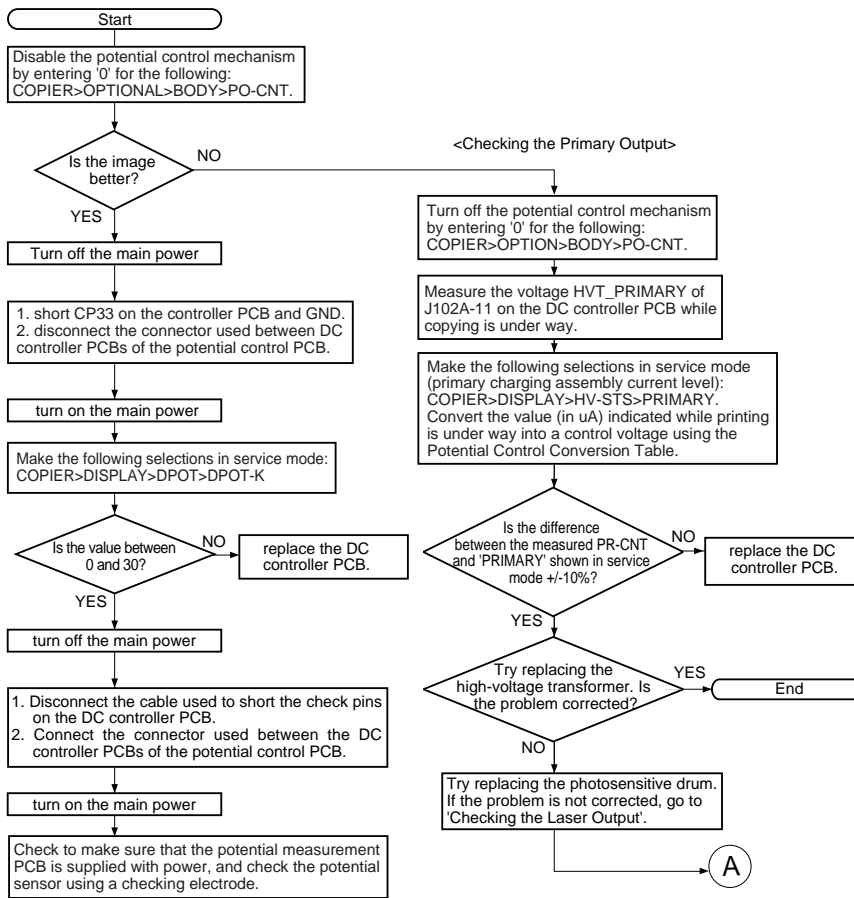 Start
Disable the potential control mechanism
by entering '0' for the following:
COPIER>OPTIONAL>BODY>PO-CNT.
Is the image
better?
NO
YES
Turn off the main power
1. short CP33 on the controller PCB and GND.
2. disconnect the connector used between DC
controller PCBs of the potential control PCB.
turn on the main power
Make the following selections in service mode:
COPIER>DISPLAY>DPOT>DPOT-K
Is the value between
0 and 30?
NO
replace the DC
controller PCB.
YES
turn off the main power
1. Disconnect the cable used to short the check pins
on the DC controller PCB.
2. Connect the connector used between the DC
controller PCBs of the potential control PCB.
turn on the main power
Check to make sure that the potential measurement
PCB is supplied with power, and check the potential
sensor using a checking electrode.
<Checking the Primary Output>
Turn off the potential control mechanism
by entering '0' for the following:
COPIER>OPTION>BODY>PO-CNT.
Measure the voltage HVT_PRIMARY of
J102A-11 on the DC controller PCB while
copying is under way.
Make the following selections in service mode
(primary charging assembly current level):
COPIER>DISPLAY>HV-STS>PRIMARY.
Convert the value (in uA) indicated while printing
is under way into a control voltage using the
Potential Control Conversion Table.
Is the difference
between the measured PR-CNT
and 'PRIMARY' shown in service
mode +/-10%?
NO
replace the DC
controller PCB.
YES
Try replacing the
high-voltage transformer. Is
the problem corrected?
YES
End
NO
Try replacing the photosensitive drum.
If the problem is not corrected, go to
'Checking the Laser Output'.
A